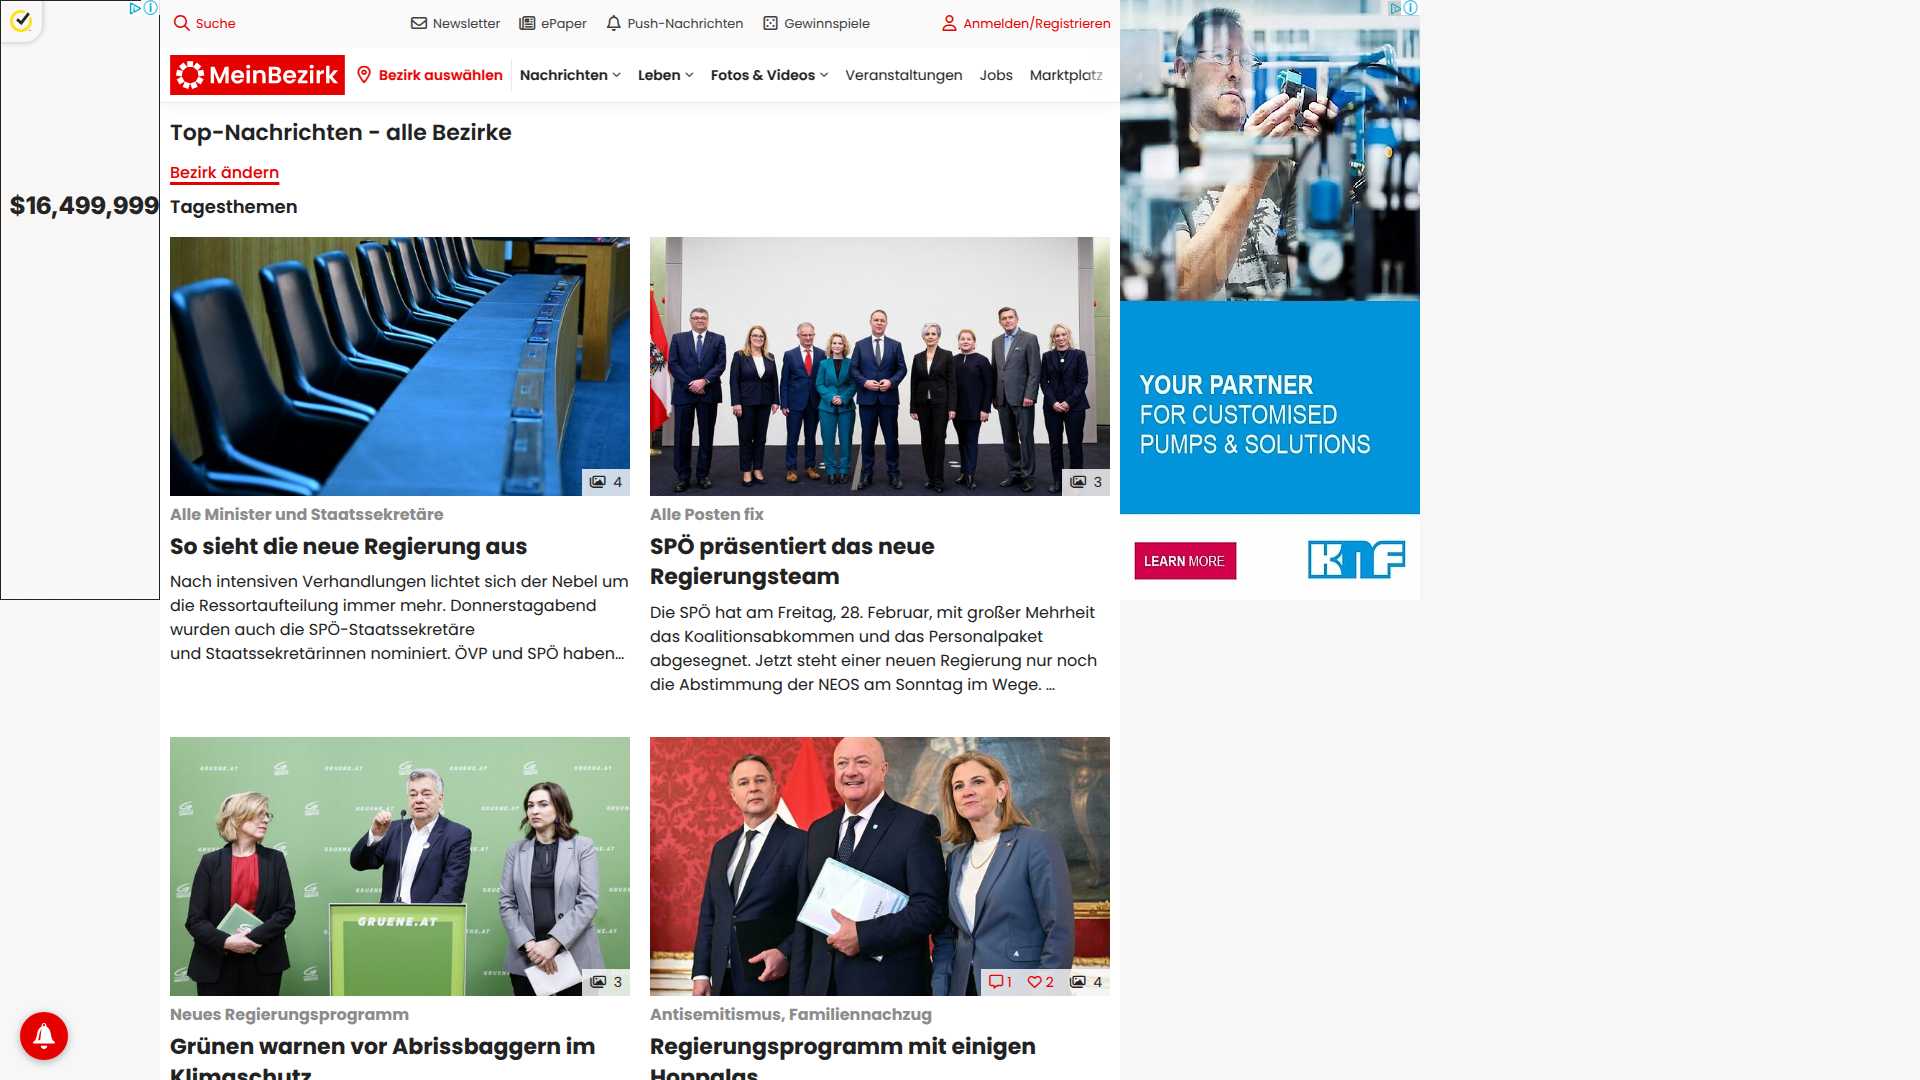 Suche
Newsletter
ePaper
Push-Nachrichten
Gewinnspiele
Anmelden/Registrieren
MeinBezirk
Bezirk auswählen
Nachrichten
Leben
Fotos & Videos
Veranstaltungen
Jobs
Marktplatz
Top-Nachrichten - alle Bezirke
Bezirk ändern
$16,499,999
Tagesthemen
4
Alle Minister und Staatssekretäre
So sieht die neue Regierung aus
Nach intensiven Verhandlungen lichtet sich der Nebel um
die Ressortaufteilung immer mehr. Donnerstagabend
wurden auch die SPÖ-Staatssekretäre
und Staatssekretärinnen nominiert. ÖVP und SPÖ haben...
3
Alle Posten fix
SPÖ präsentiert das neue
Regierungsteam
Die SPÖ hat am Freitag, 28. Februar, mit großer Mehrheit
das Koalitionsabkommen und das Personalpaket
abgesegnet. Jetzt steht einer neuen Regierung nur noch
die Abstimmung der NEOS am Sonntag im Wege. ...
GRUENE.AT
3
Neues Regierungsprogramm
Grünen warnen vor Abrissbaggern im
Klimaschutz
1
2
4
Antisemitismus, Familiennachzug
Regierungsprogramm mit einigen
Hoppalas
YOUR PARTNER
FOR CUSTOMISED
PUMPS & SOLUTIONS
LEARN MORE
KNF